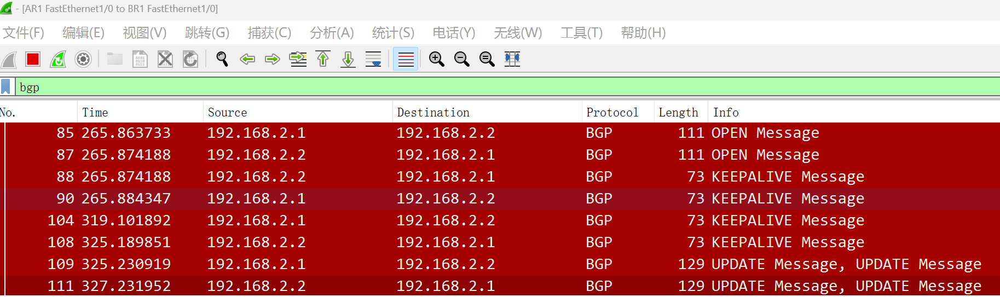 - [AR1 FastEthernet1/0 to BR1 FastEthernet1/0]
文件(F) 编辑(E) 视图(V) 跳转(G) 捕获(C) 分析(A) 统计(S) 电话(Y) 无线(W) 工具(T) 帮助(H)
bgp
No. Time Source Destination Protocol Length Info
85 265.863733 192.168.2.1 192.168.2.2 BGP 111 OPEN Message
87 265.874188 192.168.2.2 192.168.2.1 BGP 111 OPEN Message
88 265.874188 192.168.2.2 192.168.2.1 BGP 73 KEEPALIVE Message
90 265.884347 192.168.2.1 192.168.2.2 BGP 73 KEEPALIVE Message
104 319.101892 192.168.2.1 192.168.2.2 BGP 73 KEEPALIVE Message
108 325.189851 192.168.2.2 192.168.2.1 BGP 73 KEEPALIVE Message
109 325.230919 192.168.2.1 192.168.2.2 BGP 129 UPDATE Message, UPDATE Message
111 327.231952 192.168.2.2 192.168.2.1 BGP 129 UPDATE Message, UPDATE Message